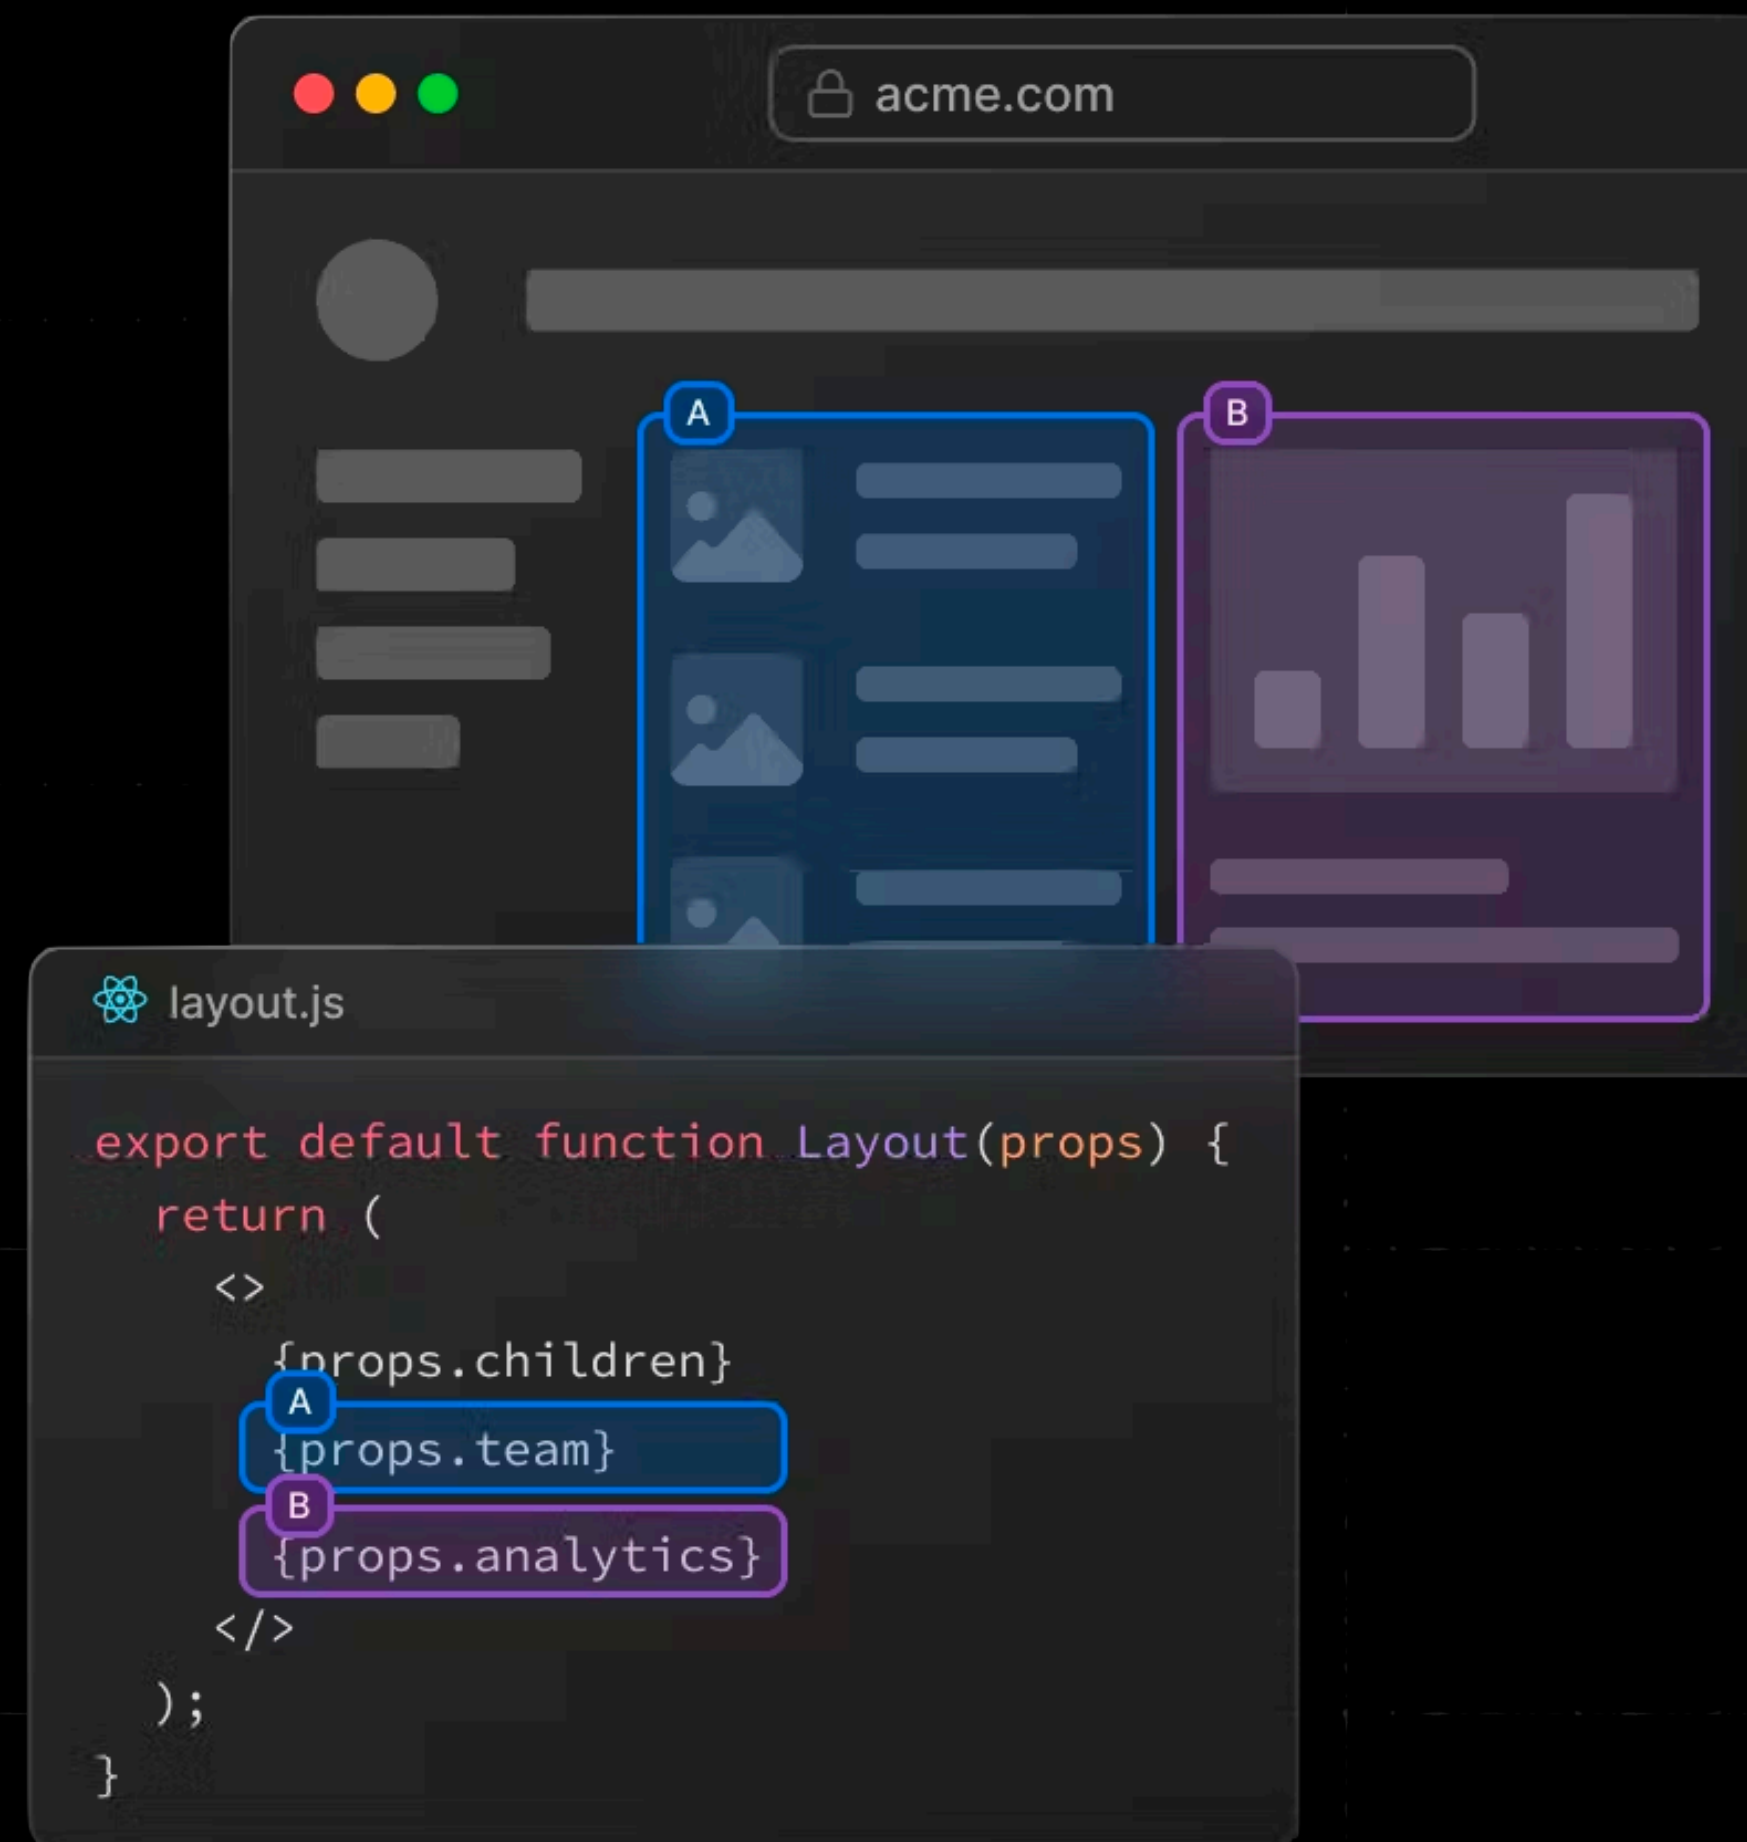 acme.com
A
B
layout.js
export default function Layout(props) {
return (
<>
{props.children}
A
{props.team}
B
{props.analytics}
</>
);
}